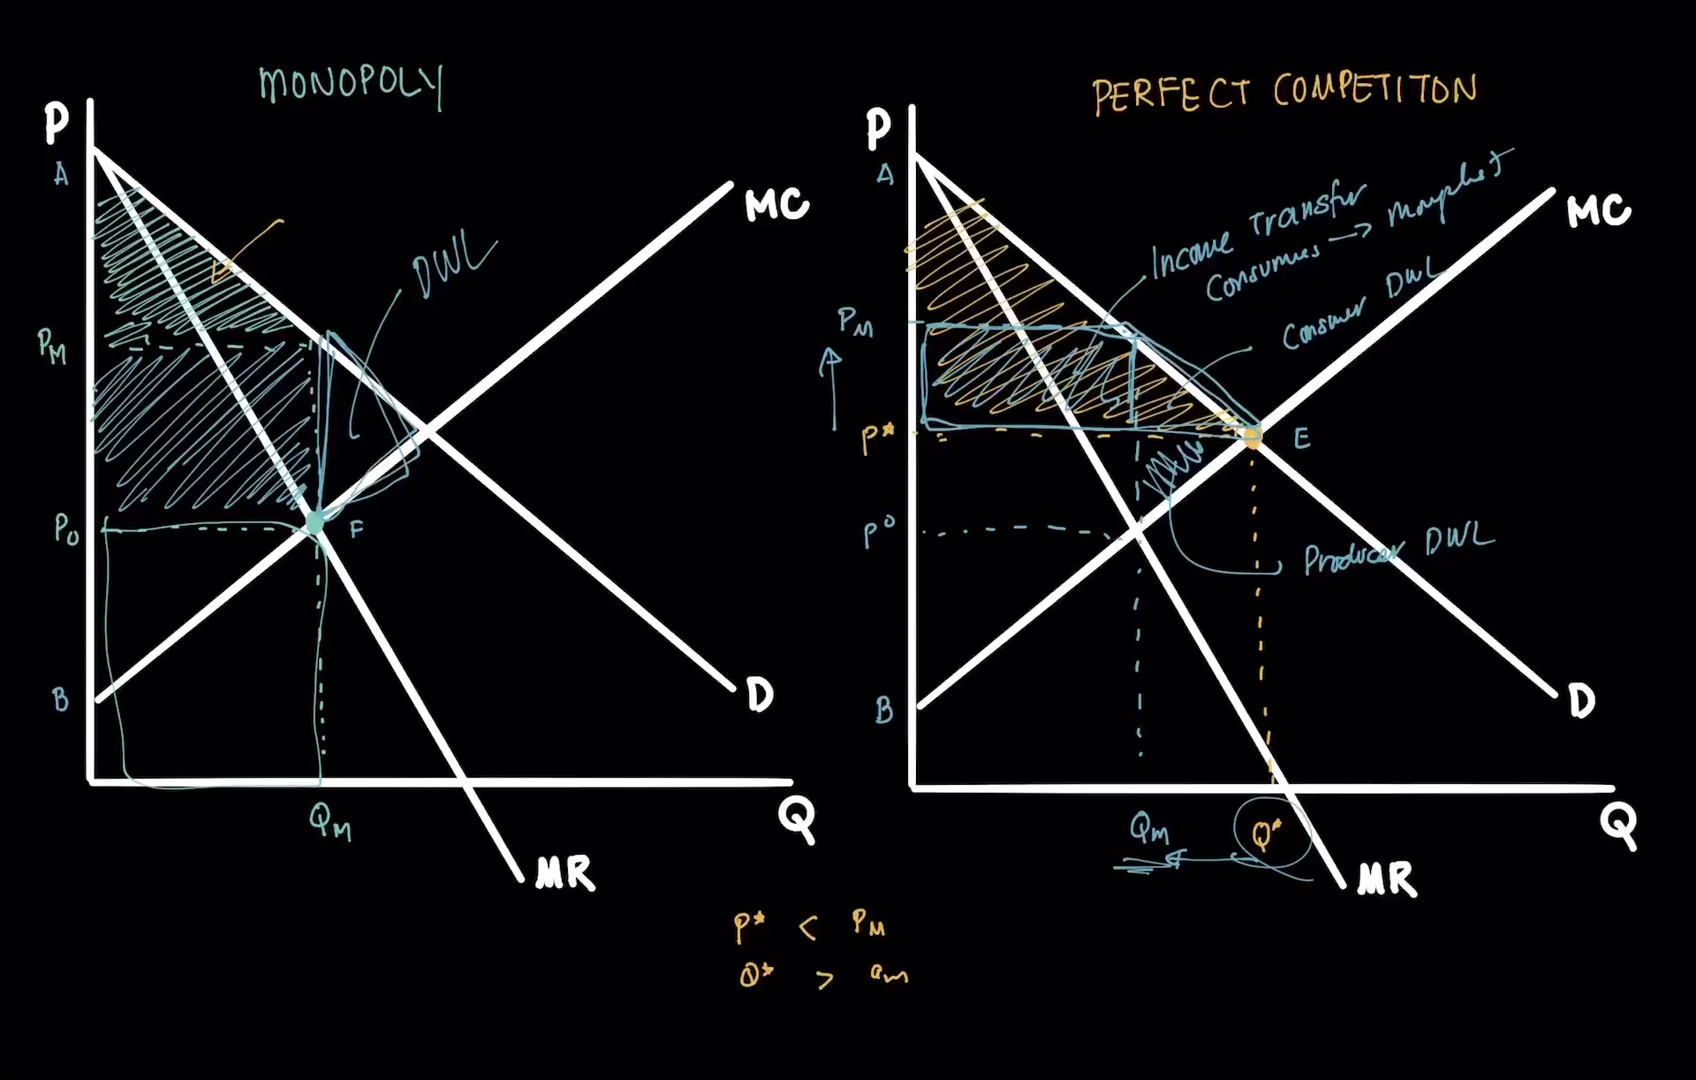 MONOPOLY
P
A
MC
DWL
PM
P0
F
B
D
QM
Q
MR
PERFECT COMPETITON
P
A
Income Transfer
Consumers → Monopolist
MC
Consumer DWL
PM
P*
E
P0
Producer DWL
B
D
Qm
Q*
Q
MR
P* < PM
Q* > Qm